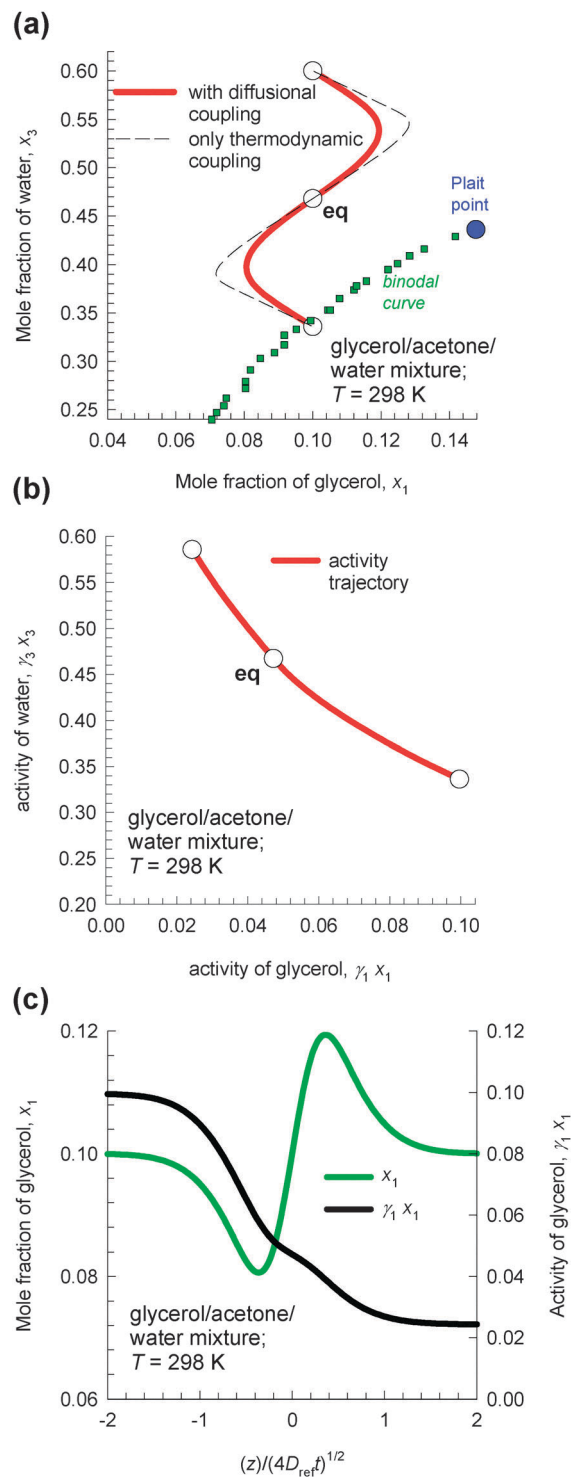 (a)
0.60
0.55
0.50
0.45
0.40
0.35
0.30
0.25
Mole fraction of water, x3
with diffusional
coupling
only thermodynamic
coupling
eq
Plait
point
binodal
curve
glycerol/acetone/
water mixture;
T = 298 K
0.04 0.06 0.08 0.10 0.12 0.14
Mole fraction of glycerol, x1
(b)
0.60
0.55
0.50
0.45
0.40
0.35
0.30
0.25
0.20
activity of water, γ3 x3
activity
trajectory
eq
glycerol/acetone/
water mixture;
T = 298 K
0.00 0.02 0.04 0.06 0.08 0.10
activity of glycerol, γ1 x1
(c)
0.12
0.10
0.08
0.06
Mole fraction of glycerol, x1
x1
γ1 x1
glycerol/acetone/
water mixture;
T = 298 K
0.12
0.10
0.08
0.06
0.04
0.02
0.00
Activity of glycerol, γ1 x1
-2 -1 0 1 2
(z)/(4Dreft)1/2